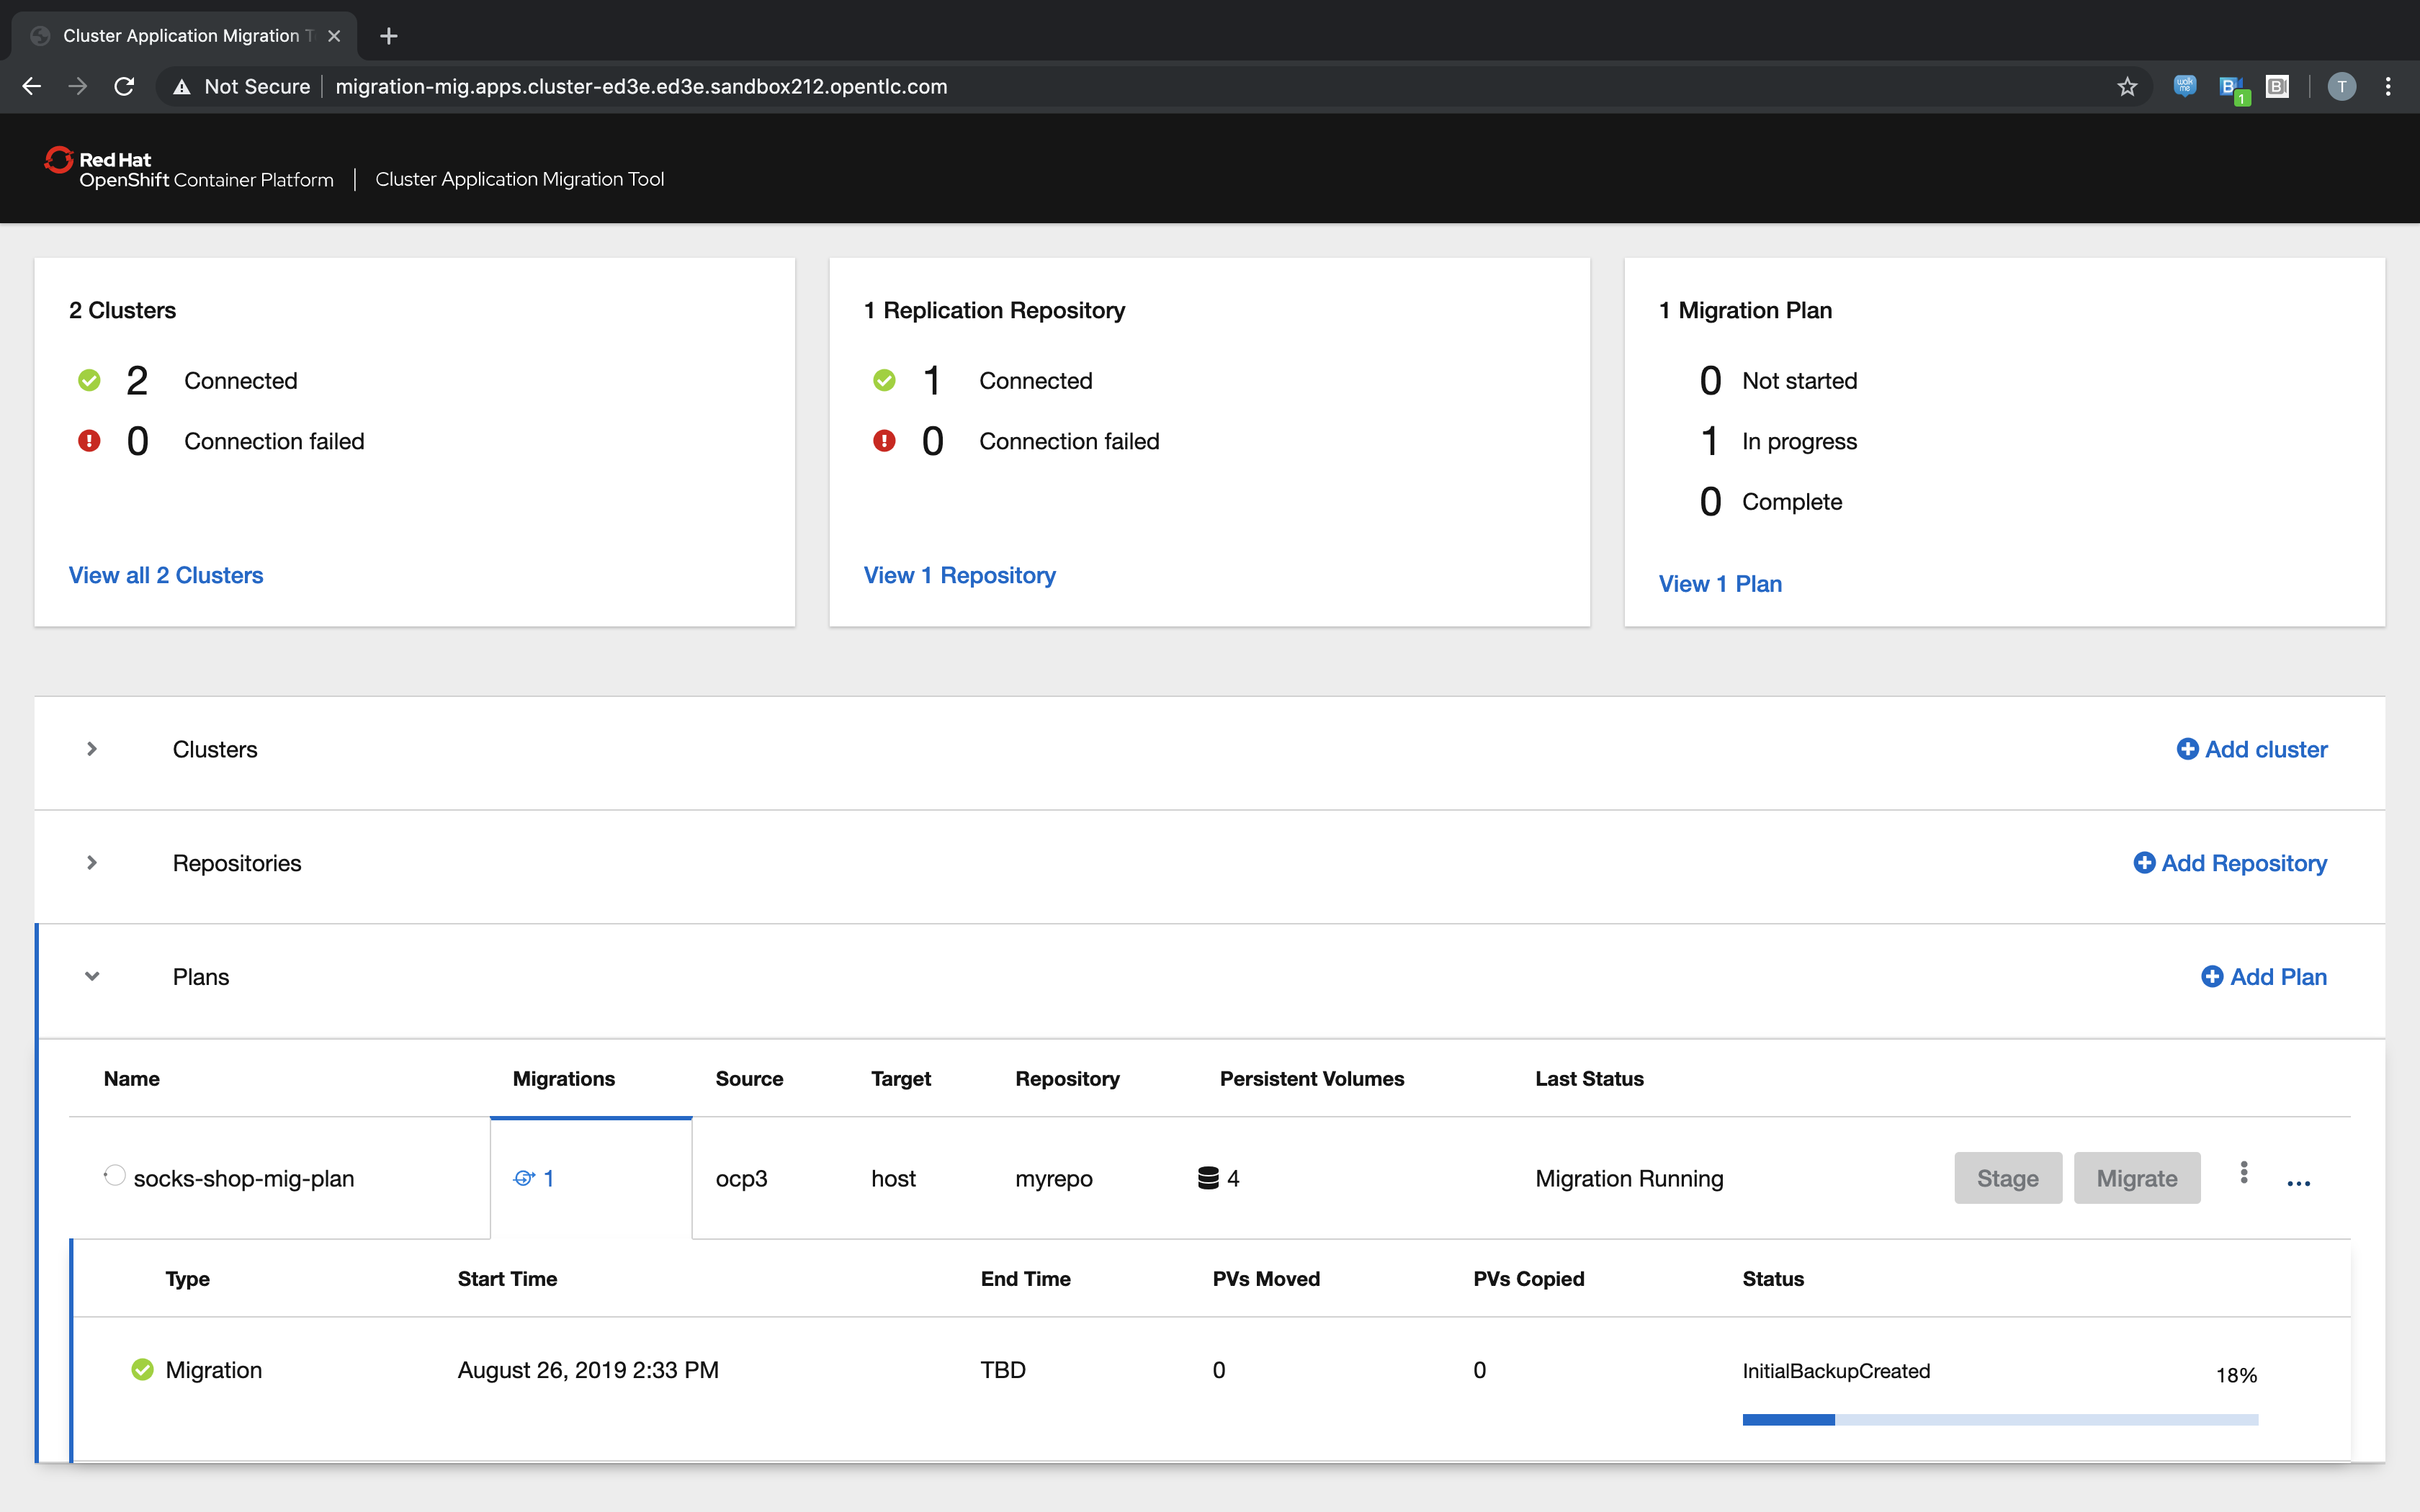 Cluster Application Migration T
Not Secure
migration-mig.apps.cluster-ed3e.ed3e.sandbox212.opentlc.com
walk me
B 1
B
T
Red Hat
OpenShift Container Platform
Cluster Application Migration Tool
2 Clusters
2 Connected
0 Connection failed
View all 2 Clusters
1 Replication Repository
1 Connected
0 Connection failed
View 1 Repository
1 Migration Plan
0 Not started
1 In progress
0 Complete
View 1 Plan
Clusters
Add cluster
Repositories
Add Repository
Plans
Add Plan
Name Migrations Source Target Repository Persistent Volumes Last Status
socks-shop-mig-plan 1 ocp3 host myrepo 4 Migration Running Stage Migrate ...
Type Start Time End Time PVs Moved PVs Copied Status
Migration August 26, 2019 2:33 PM TBD 0 0 InitialBackupCreated 18%